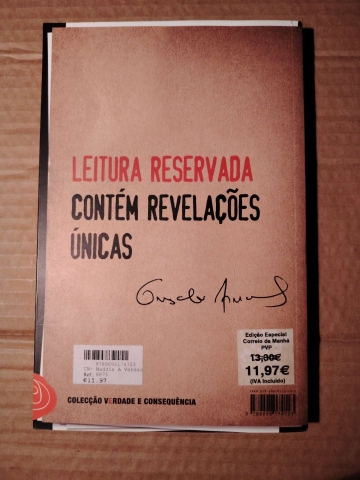 LEITURA RESERVADA
CONTÉM REVELAÇÕES
ÚNICAS
Edição Especial
Correio da Manhã
PVP
13,30€
11,97€
(IVA Incluído)
€11.97
COLECÇÃO VERDADE E CONSEQUÊNCIA